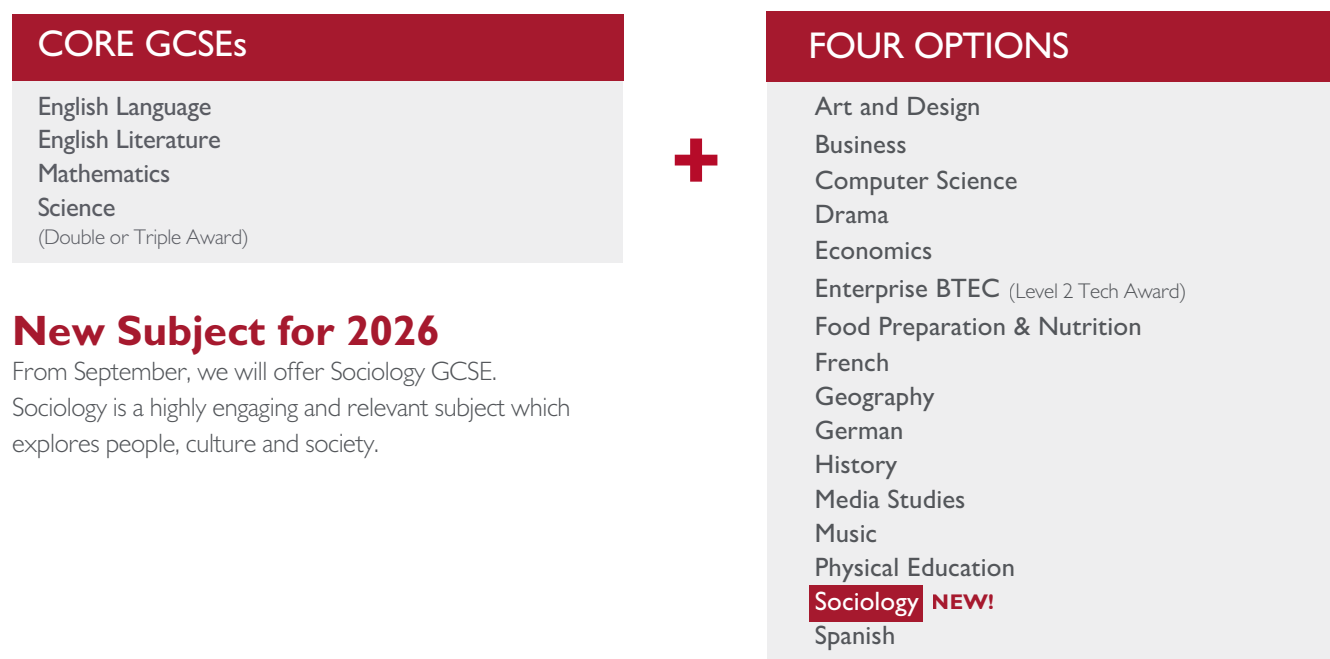 CORE GCSEs
English Language
English Literature
Mathematics
Science
(Double or Triple Award)
New Subject for 2026
From September, we will offer Sociology GCSE.
Sociology is a highly engaging and relevant subject which
explores people, culture and society.
+
FOUR OPTIONS
Art and Design
Business
Computer Science
Drama
Economics
Enterprise BTEC (Level 2 Tech Award)
Food Preparation & Nutrition
French
Geography
German
History
Media Studies
Music
Physical Education
Sociology NEW!
Spanish